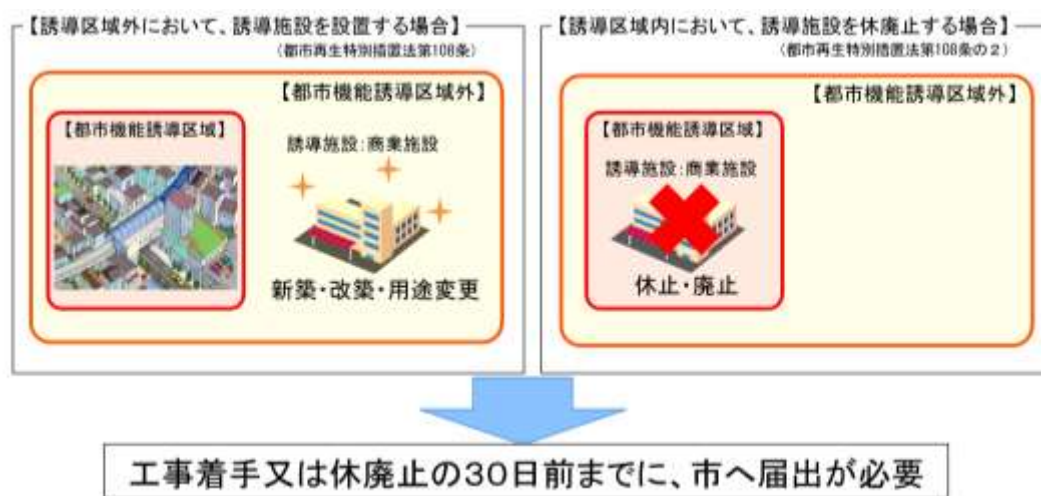 【誘導区域外において、誘導施設を設置する場合】
（都市再生特別措置法第108条）
【都市機能誘導区域外】
【都市機能誘導区域】
誘導施設：商業施設
新築・改築・用途変更
【誘導区域内において、誘導施設を休廃止する場合】
（都市再生特別措置法第108条の２）
【都市機能誘導区域外】
【都市機能誘導区域】
誘導施設：商業施設
休止・廃止
工事着手又は休廃止の３０日前までに、市へ届出が必要